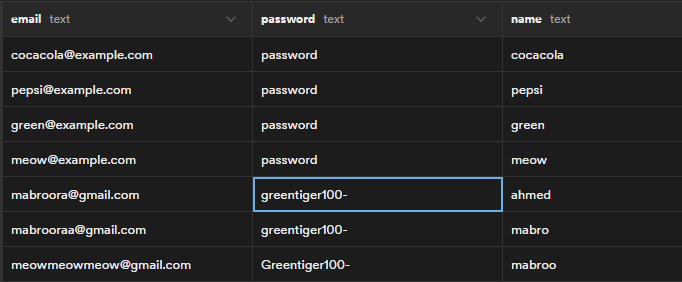 email text password text name text
cocacola@example.com password cocacola
pepsi@example.com password pepsi
green@example.com password green
meow@example.com password meow
mabroora@gmail.com greentiger100- ahmed
mabrooraa@gmail.com greentiger100- mabro
meowmeowmeow@gmail.com Greentiger100- mabroo